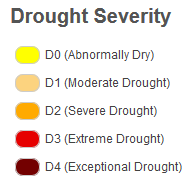 Drought Severity
D0 (Abnormally Dry)
D1 (Moderate Drought)
D2 (Severe Drought)
D3 (Extreme Drought)
D4 (Exceptional Drought)